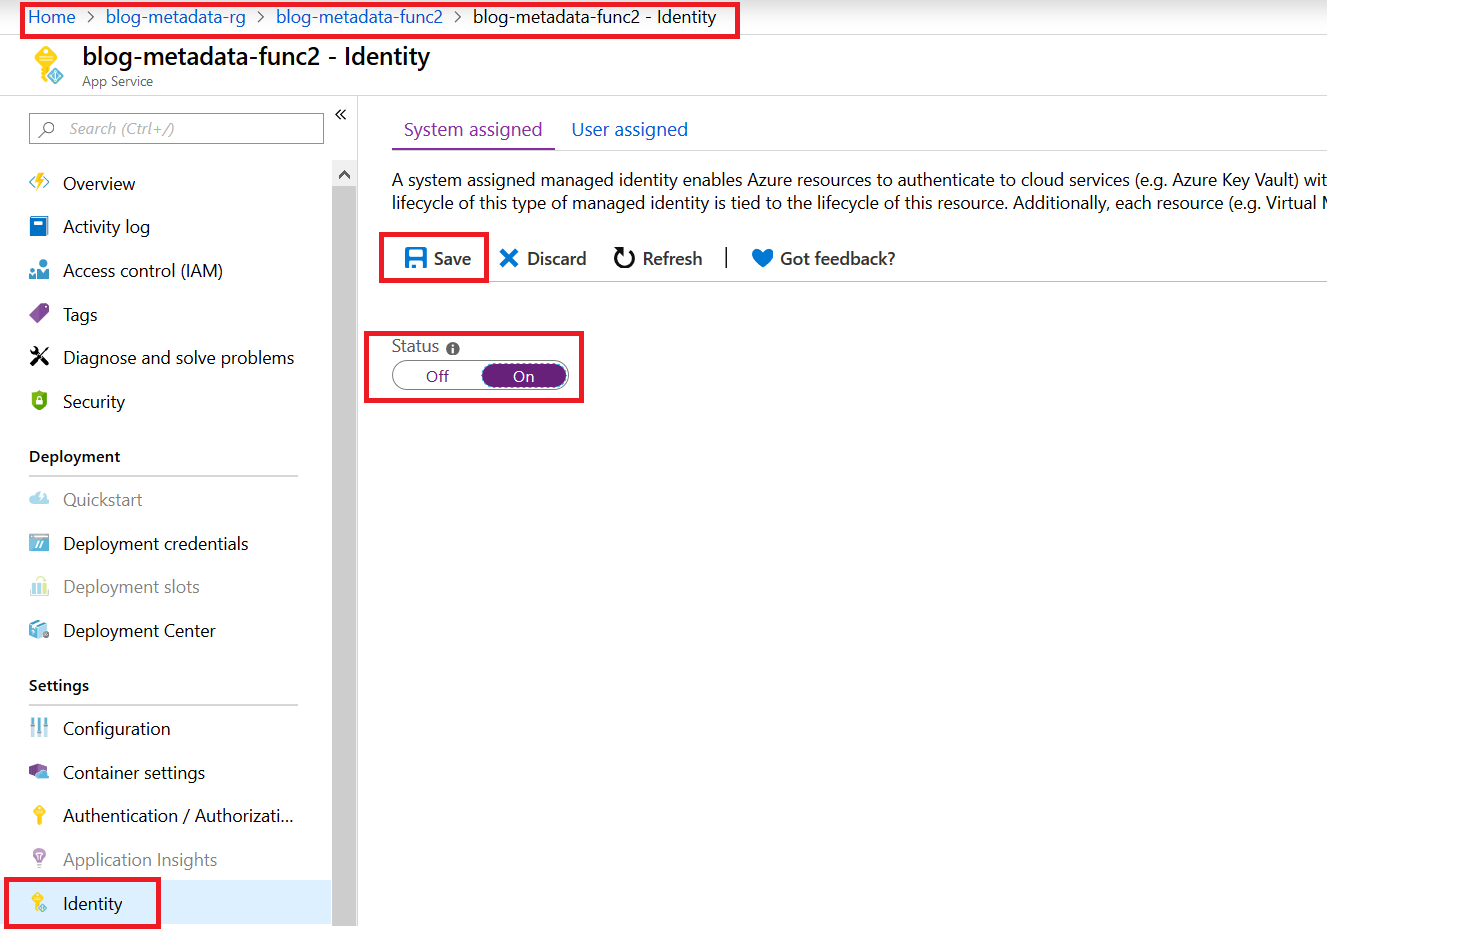 Home > blog-metadata-rg > blog-metadata-func2 > blog-metadata-func2 - Identity
blog-metadata-func2 - Identity
App Service
Search (Ctrl+/)
«
Overview
Activity log
Access control (IAM)
Tags
Diagnose and solve problems
Security
Deployment
Quickstart
Deployment credentials
Deployment slots
Deployment Center
Settings
Configuration
Container settings
Authentication / Authorizati...
Application Insights
Identity
System assigned User assigned
A system assigned managed identity enables Azure resources to authenticate to cloud services (e.g. Azure Key Vault) wit
lifecycle of this type of managed identity is tied to the lifecycle of this resource. Additionally, each resource (e.g. Virtual M
Save Discard Refresh | Got feedback?
Status
Off On